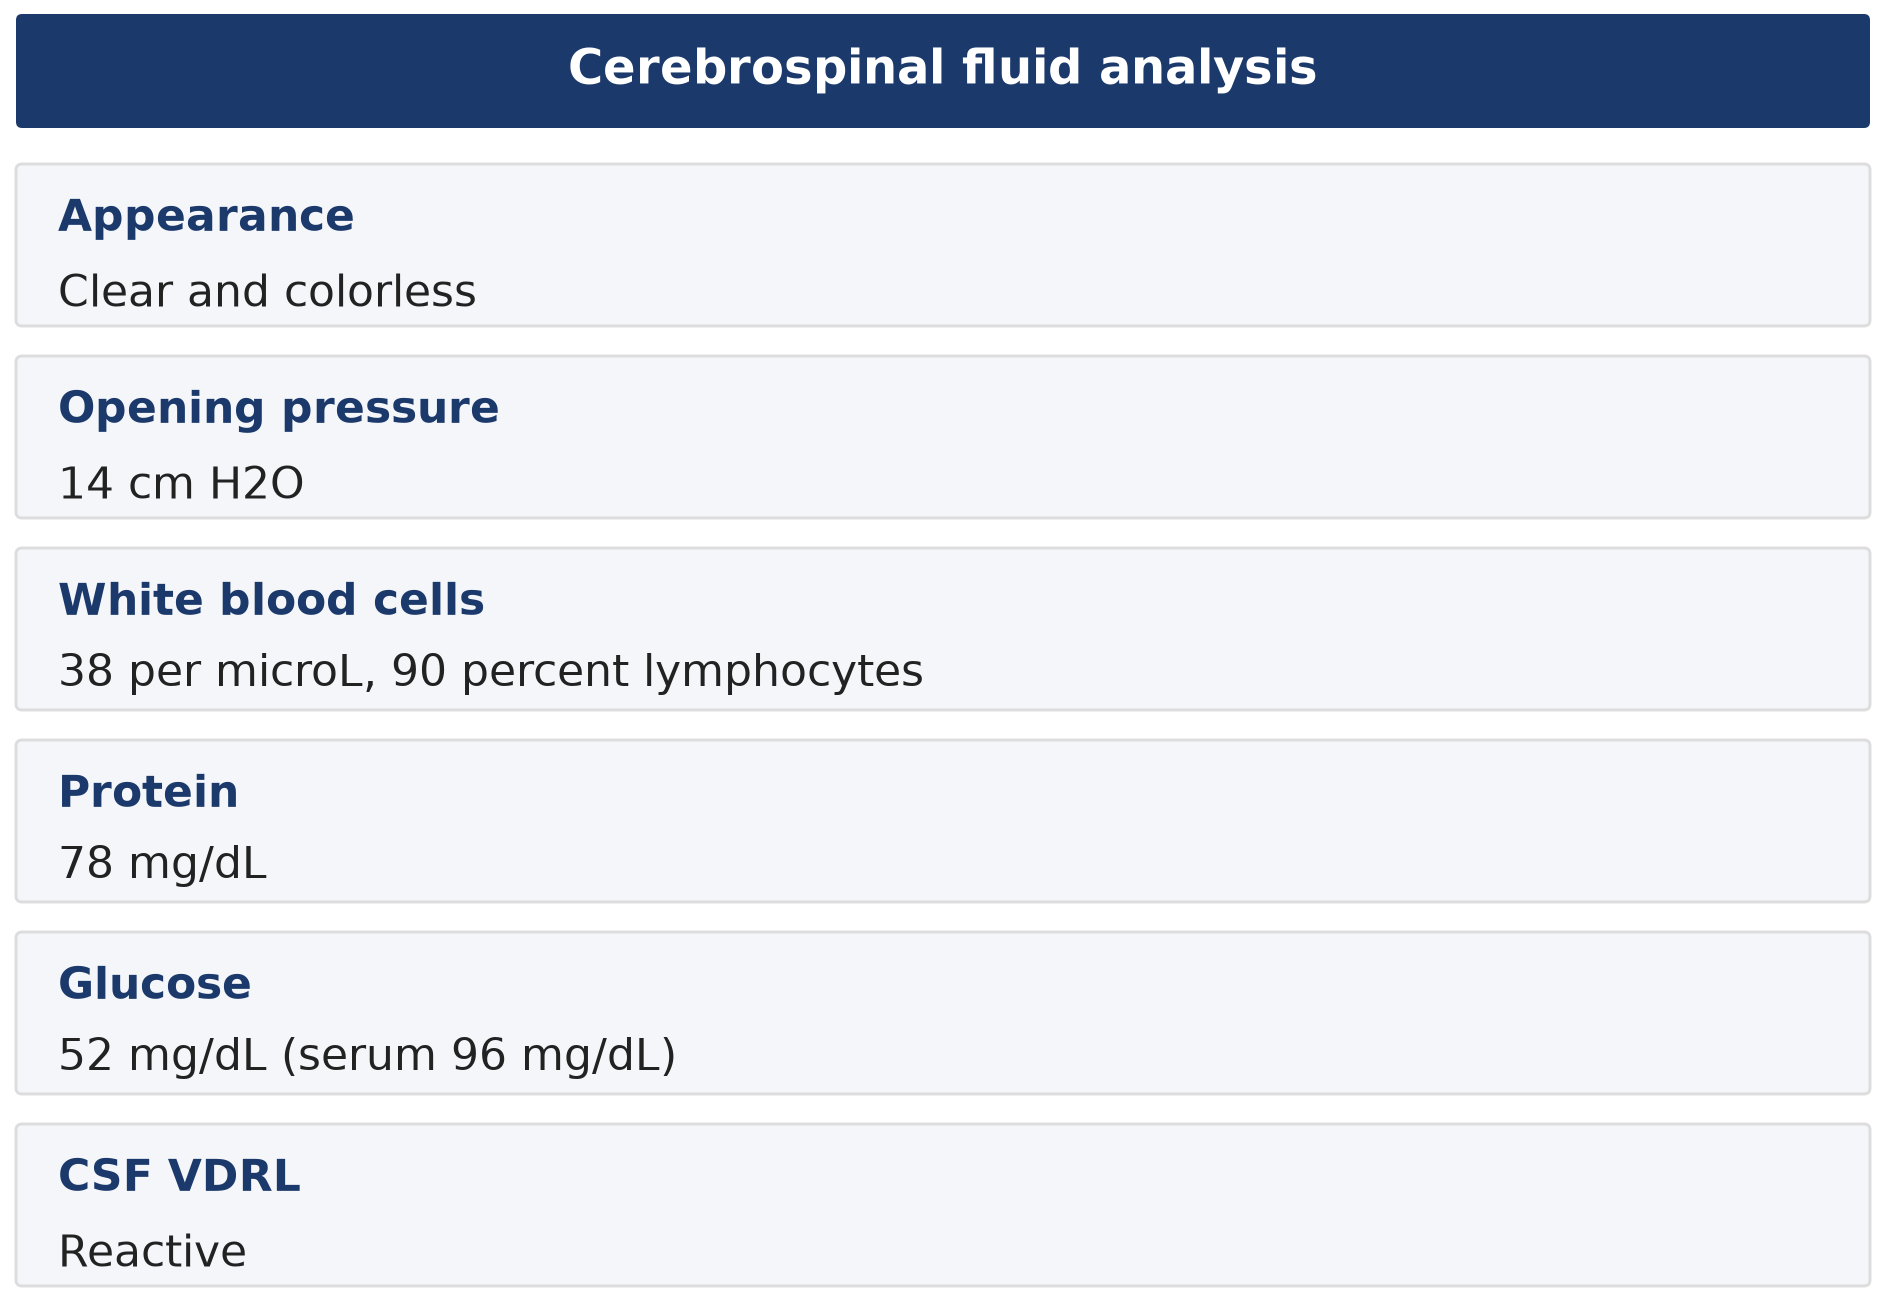 Cerebrospinal fluid analysis
Appearance
Clear and colorless
Opening pressure
14 cm H2O
White blood cells
38 per microL, 90 percent lymphocytes
Protein
78 mg/dL
Glucose
52 mg/dL (serum 96 mg/dL)
CSF VDRL
Reactive